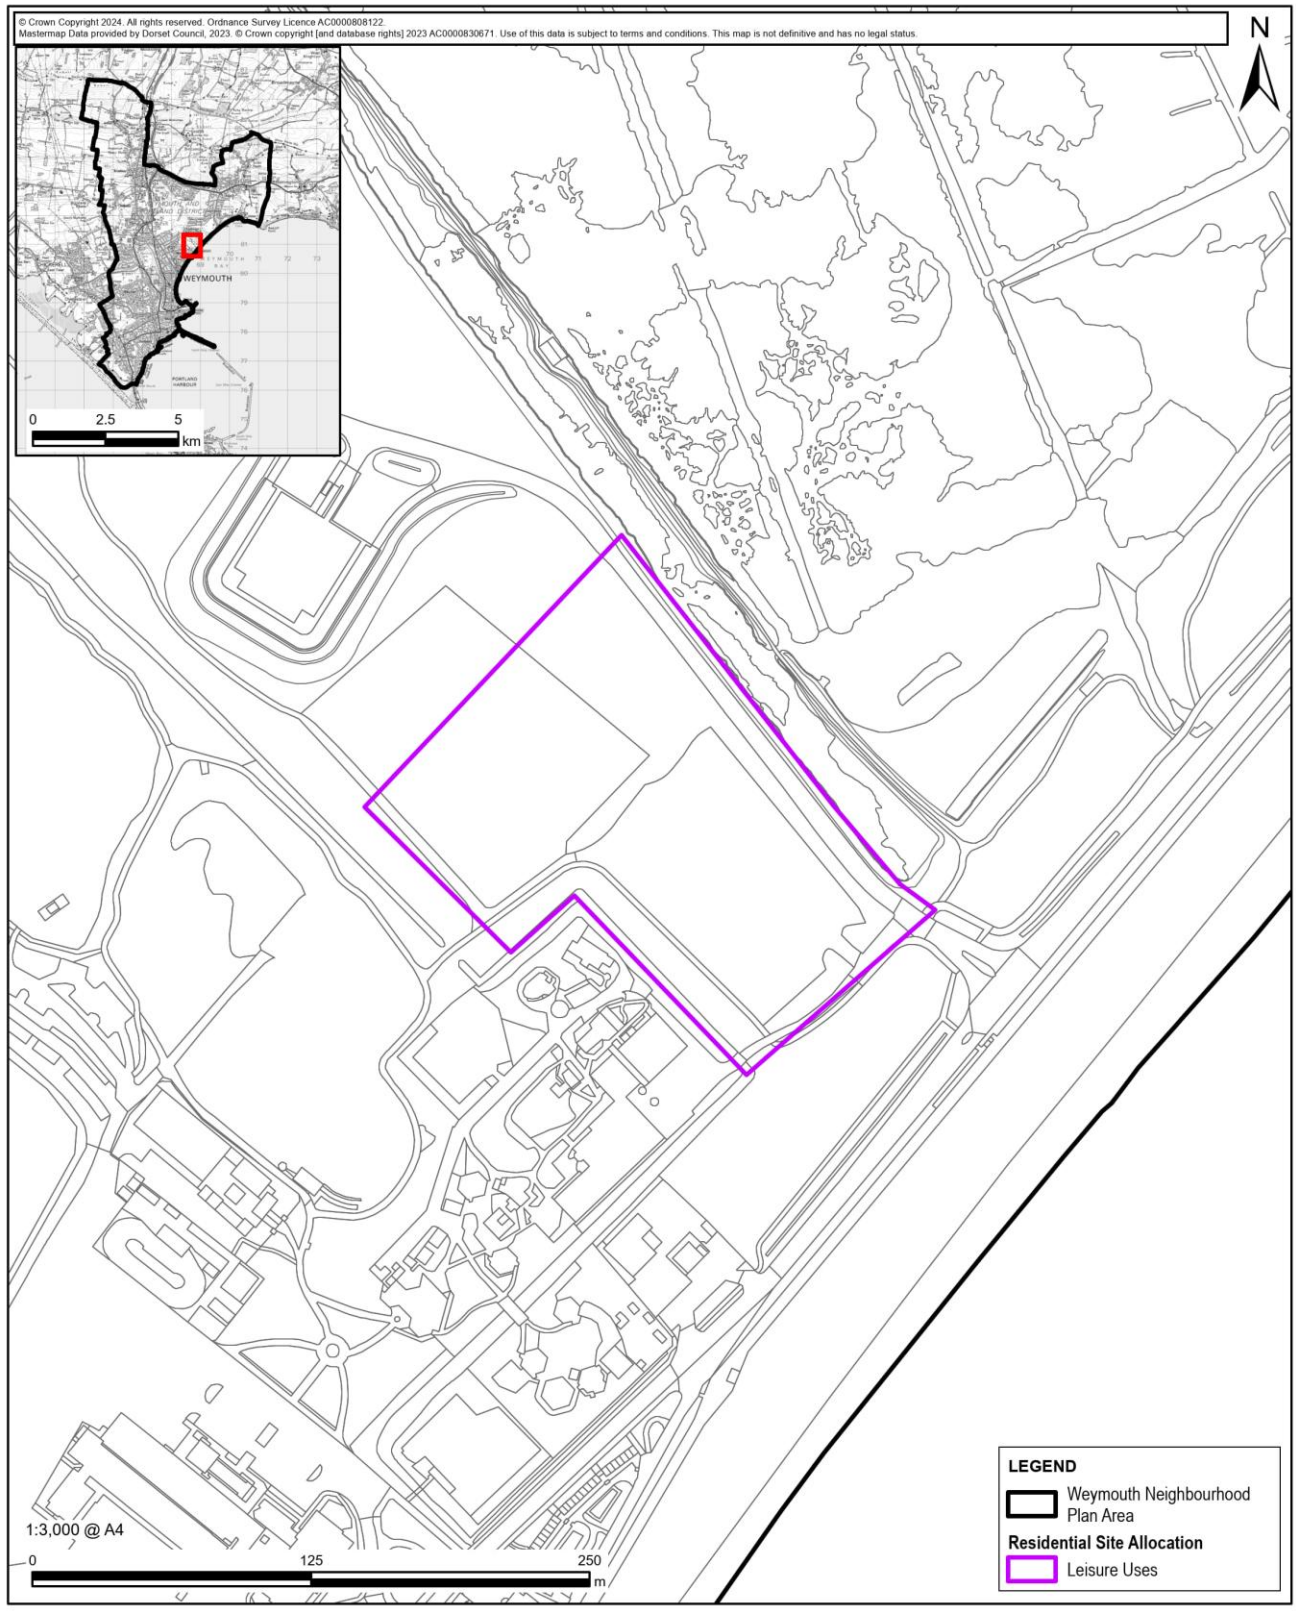 © Crown Copyright 2024. All rights reserved. Ordnance Survey Licence AC0000808122.
Mastermap Data provided by Dorset Council, 2023. © Crown copyright [and database rights] 2023 AC0000830671. Use of this data is subject to terms and conditions. This map is not definitive and has no legal status.
N
WEYMOUTH
PORTLAND
HARBOUR
0 2.5 5
km
LEGEND
Weymouth Neighbourhood
Plan Area
Residential Site Allocation
Leisure Uses
1:3,000 @ A4
0 125 250
m